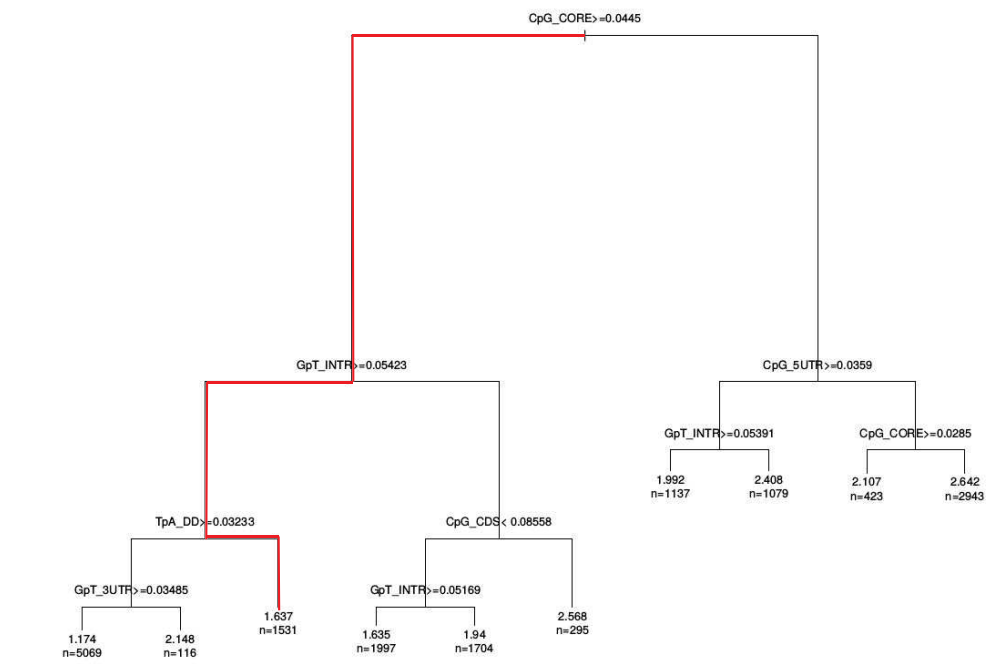 CpG_CORE>=0.0445
GpT_INTR>=0.05423
CpG_5UTR>=0.0359
GpT_INTR>=0.05391
CpG_CORE>=0.0285
1.992
n=1137
2.408
n=1079
2.107
n=423
2.642
n=2943
TpA_DD>=0.03233
CpG_CDS< 0.08558
GpT_3UTR>=0.03485
GpT_INTR>=0.05169
1.174
n=5069
2.148
n=116
1.637
n=1531
1.635
n=1997
1.94
n=1704
2.568
n=295